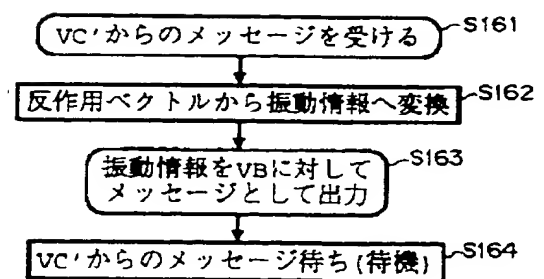 VC'からのメッセージを受ける
S161
反作用ベクトルから振動情報へ変換
S162
振動情報をVBに対して
メッセージとして出力
S163
VC'からのメッセージ待ち(待機)
S164